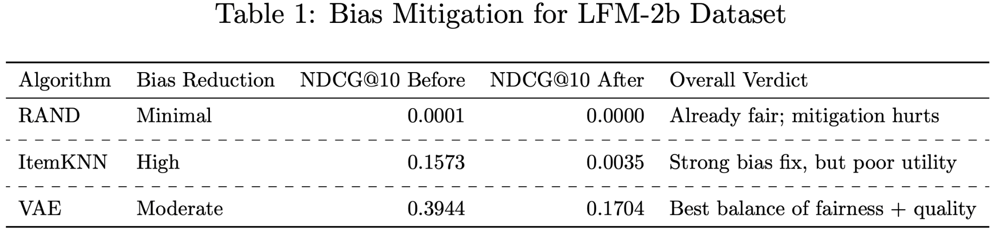 Table 1: Bias Mitigation for LFM-2b Dataset
Algorithm Bias Reduction NDCG@10 Before NDCG@10 After Overall Verdict
RAND Minimal 0.0001 0.0000 Already fair; mitigation hurts
ItemKNN High 0.1573 0.0035 Strong bias fix, but poor utility
VAE Moderate 0.3944 0.1704 Best balance of fairness + quality